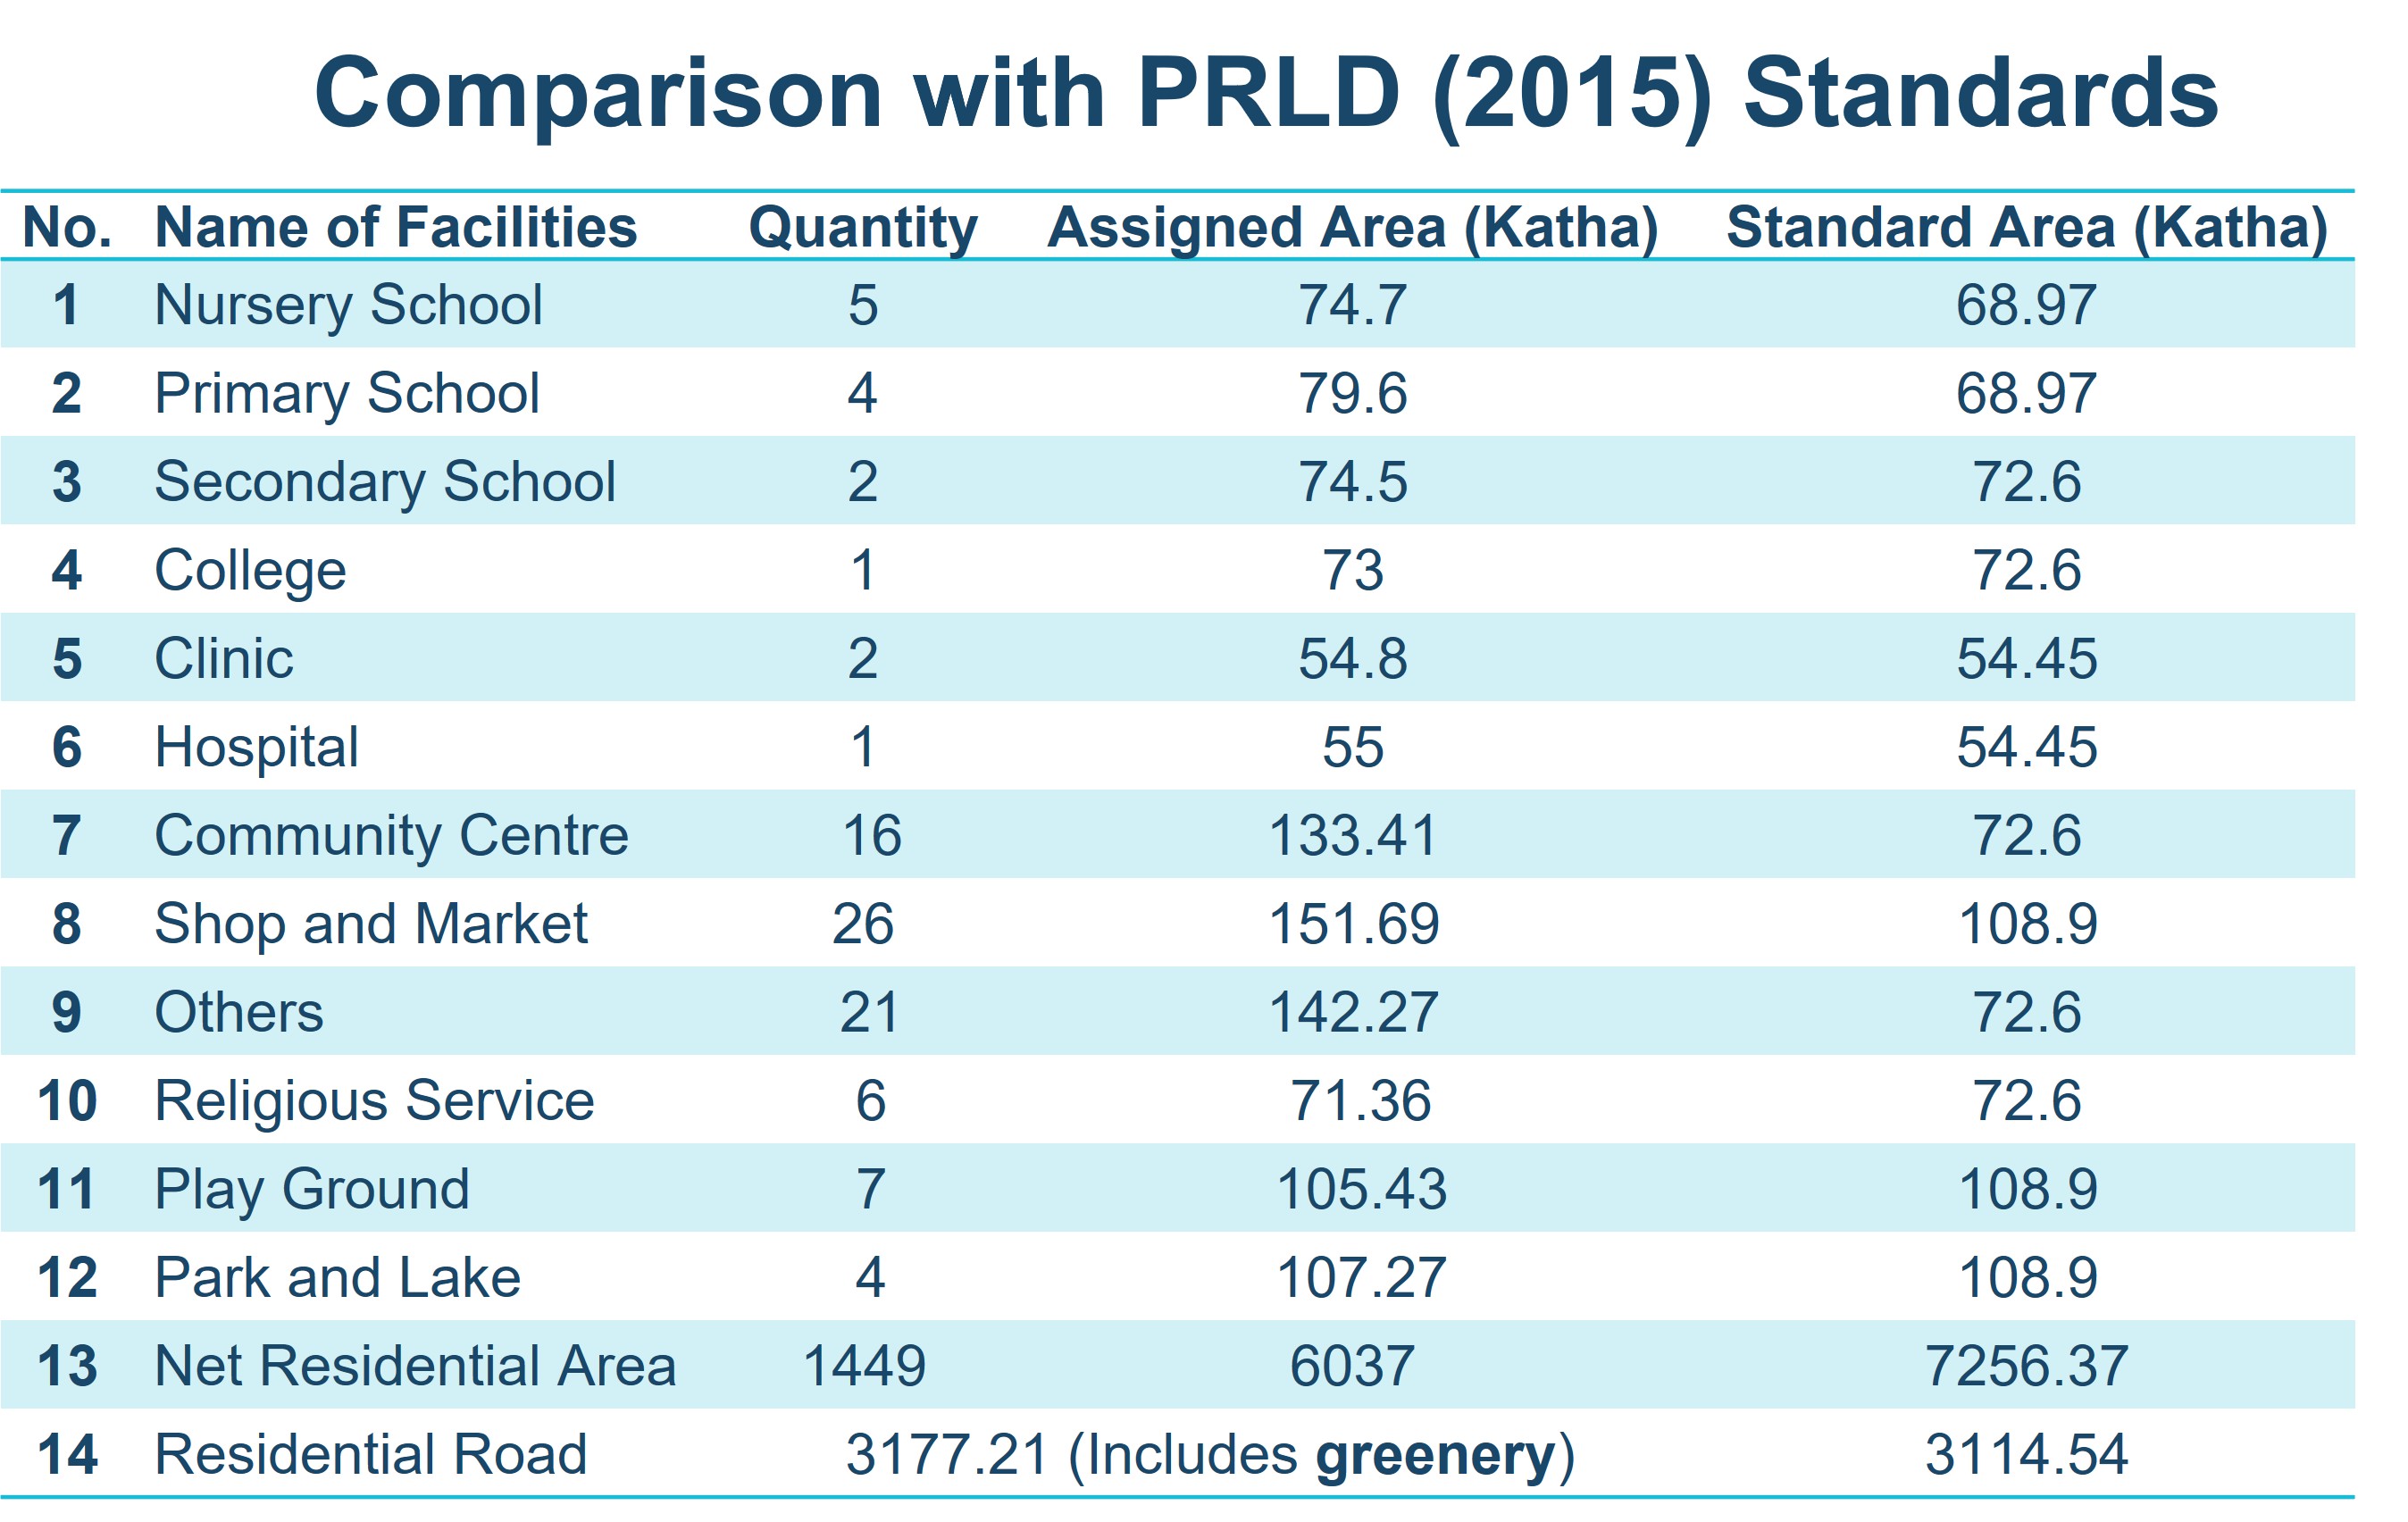 Comparison with PRLD (2015) Standards
No. Name of Facilities Quantity Assigned Area (Katha) Standard Area (Katha)
1 Nursery School 5 74.7 68.97
2 Primary School 4 79.6 68.97
3 Secondary School 2 74.5 72.6
4 College 1 73 72.6
5 Clinic 2 54.8 54.45
6 Hospital 1 55 54.45
7 Community Centre 16 133.41 72.6
8 Shop and Market 26 151.69 108.9
9 Others 21 142.27 72.6
10 Religious Service 6 71.36 72.6
11 Play Ground 7 105.43 108.9
12 Park and Lake 4 107.27 108.9
13 Net Residential Area 1449 6037 7256.37
14 Residential Road 3177.21 (Includes greenery) 3114.54